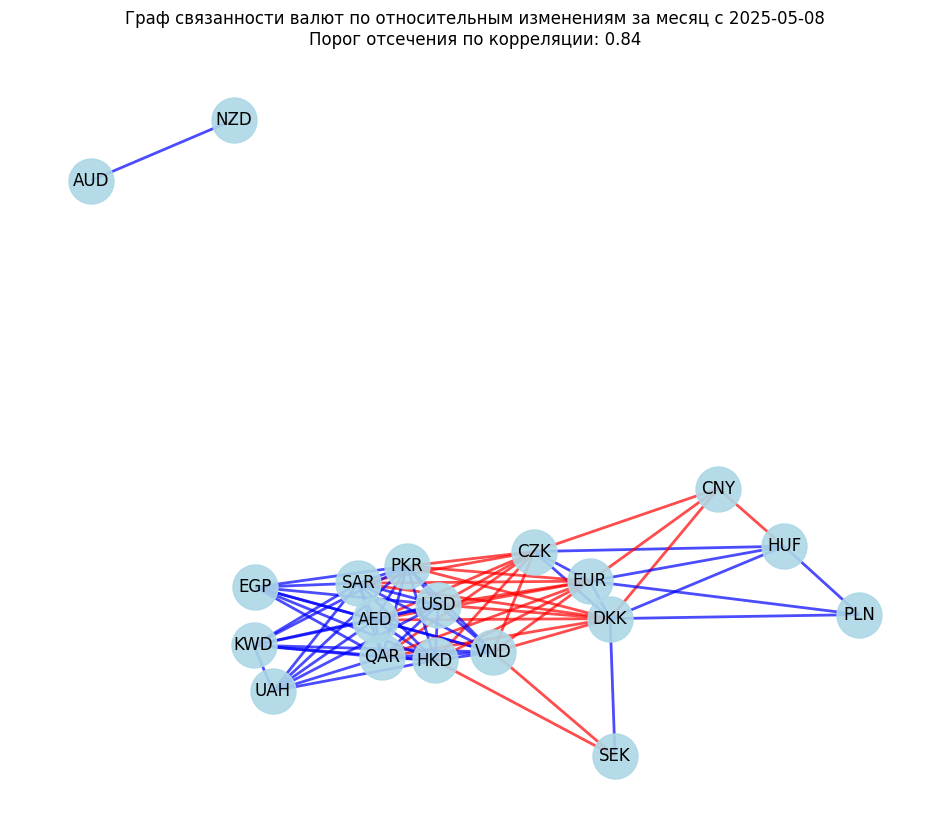 Граф связанности валют по относительным изменениям за месяц с 2025-05-08
Порог отсечения по корреляции: 0.84
NZD
AUD
CNY
HUF
CZK
PKR
EUR
SAR
EGP
USD
PLN
DKK
AED
KWD
VND
QAR
HKD
UAH
SEK